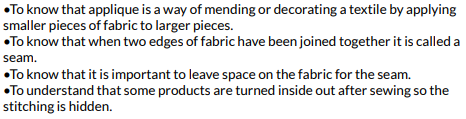 •To know that applique is a way of mending or decorating a textile by applying
smaller pieces of fabric to larger pieces.
•To know that when two edges of fabric have been joined together it is called a
seam.
•To know that it is important to leave space on the fabric for the seam.
•To understand that some products are turned inside out after sewing so the
stitching is hidden.